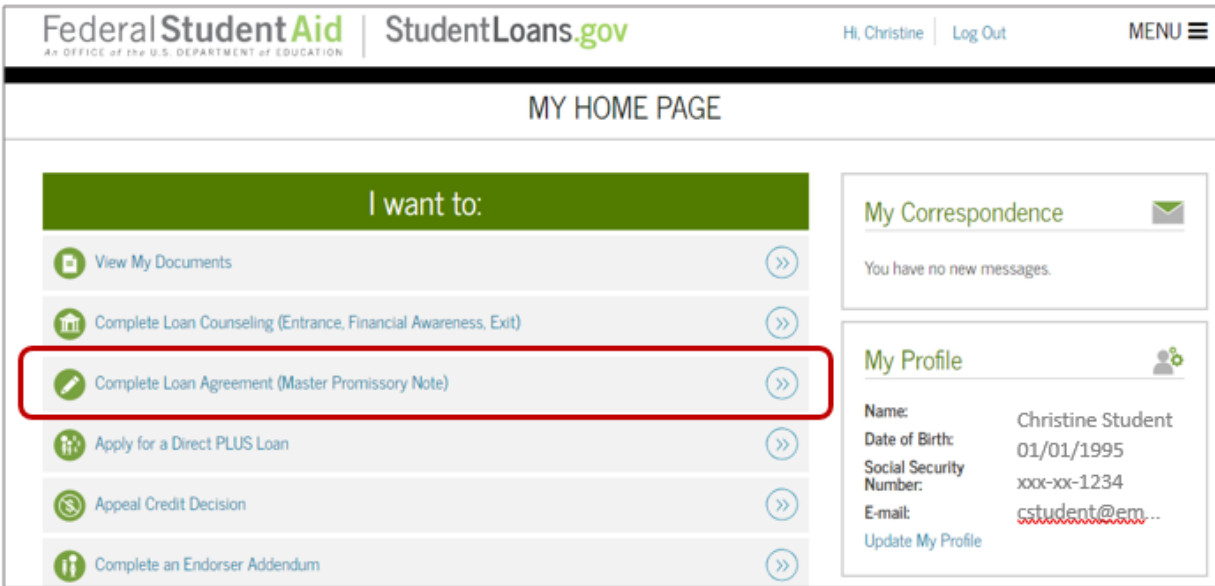 Federal Student Aid
An OFFICE of the U.S. DEPARTMENT of EDUCATION
StudentLoans.gov
Hi, Christine
Log Out
MENU
MY HOME PAGE
I want to:
View My Documents
Complete Loan Counseling (Entrance, Financial Awareness, Exit)
Complete Loan Agreement (Master Promissory Note)
Apply for a Direct PLUS Loan
Appeal Credit Decision
Complete an Endorser Addendum
My Correspondence
You have no new messages.
My Profile
Name: Christine Student
Date of Birth: 01/01/1995
Social Security
Number: xxx-xx-1234
E-mail: cstudent@em...
Update My Profile